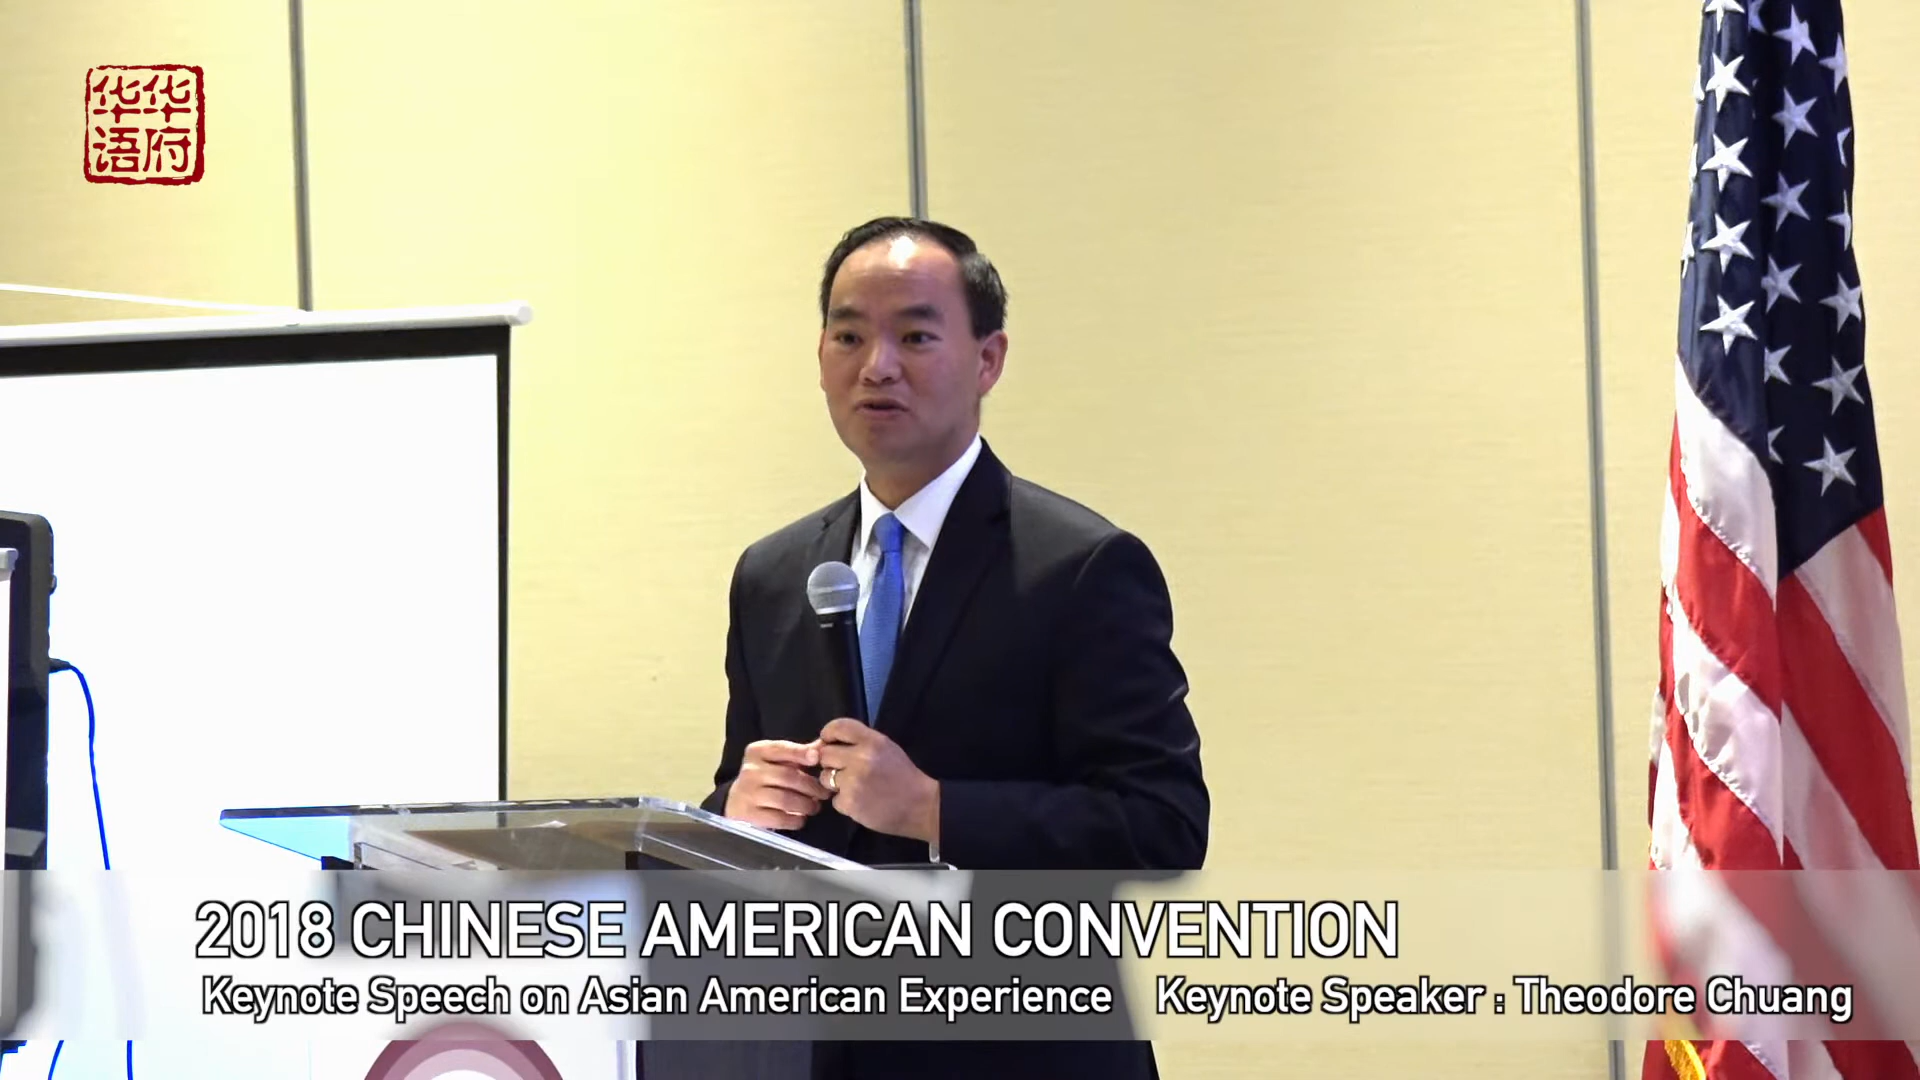 华华
语府
2018 CHINESE AMERICAN CONVENTION
Keynote Speech on Asian American Experience Keynote Speaker : Theodore Chuang